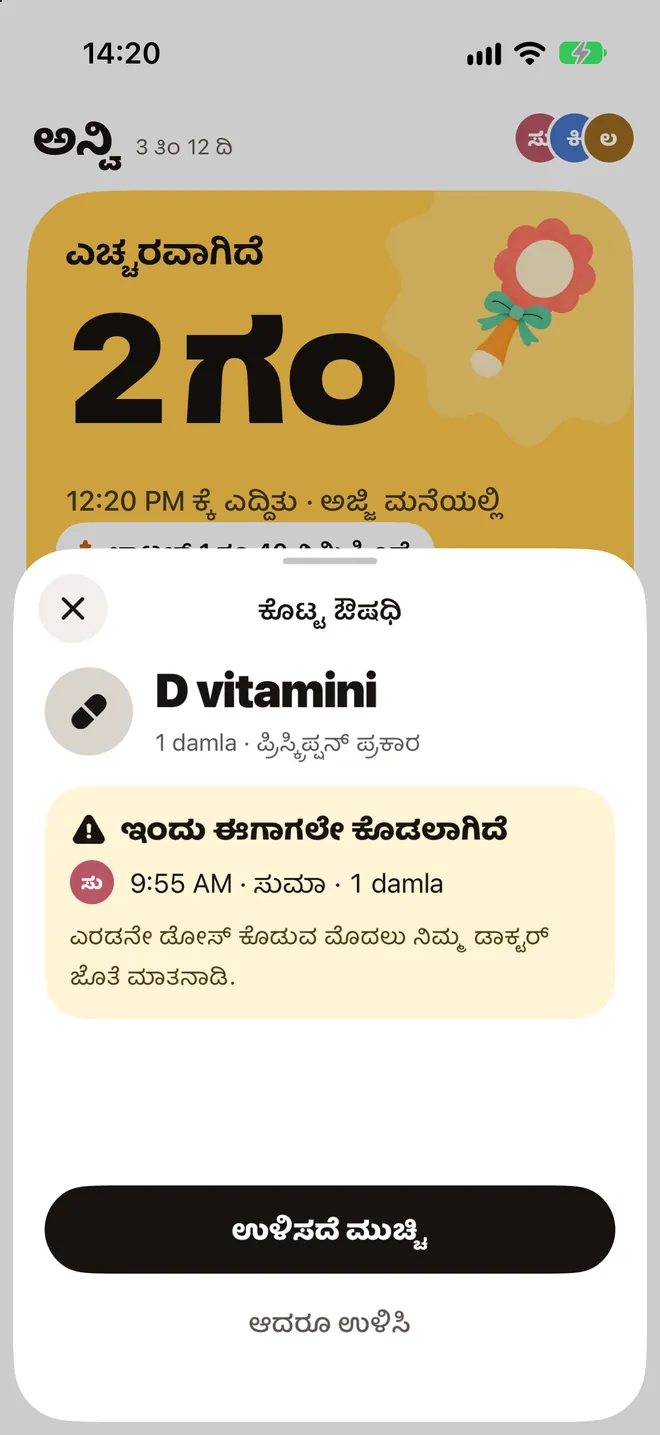 14:20
ಅನ್ವಿ 3 ತಿಂ 12 ದಿ
ಸು ಕಿ ಲ
ಎಚ್ಚರವಾಗಿದೆ
2 ಗಂ
12:20 PM ಕ್ಕೆ ಎದ್ದಿತು · ಅಜ್ಜಿ ಮನೆಯಲ್ಲಿ
ಕೊಟ್ಟ ಔಷಧಿ
D vitamini
1 damla · ಪ್ರಿಸ್ಕ್ರಿಪ್ಷನ್ ಪ್ರಕಾರ
ಇಂದು ಈಗಾಗಲೇ ಕೊಡಲಾಗಿದೆ
ಸು 9:55 AM · ಸುಮಾ · 1 damla
ಎರಡನೇ ಡೋಸ್ ಕೊಡುವ ಮೊದಲು ನಿಮ್ಮ ಡಾಕ್ಟರ್
ಜೊತೆ ಮಾತನಾಡಿ.
ಉಳಿಸದೆ ಮುಚ್ಚಿ
ಆದರೂ ಉಳಿಸಿ